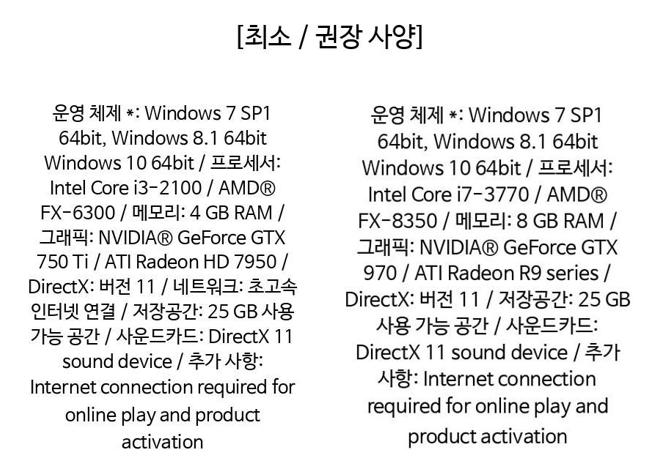 [최소 / 권장 사양]
운영 체제 *: Windows 7 SP1
64bit, Windows 8.1 64bit
Windows 10 64bit / 프로세서:
Intel Core i3-2100 / AMD®
FX-6300 / 메모리: 4 GB RAM /
그래픽: NVIDIA® GeForce GTX
750 Ti / ATI Radeon HD 7950 /
DirectX: 버전 11 / 네트워크: 초고속
인터넷 연결 / 저장공간: 25 GB 사용
가능 공간 / 사운드카드: DirectX 11
sound device / 추가 사항:
Internet connection required for
online play and product
activation
운영 체제 *: Windows 7 SP1
64bit, Windows 8.1 64bit
Windows 10 64bit / 프로세서:
Intel Core i7-3770 / AMD®
FX-8350 / 메모리: 8 GB RAM /
그래픽: NVIDIA® GeForce GTX
970 / ATI Radeon R9 series /
DirectX: 버전 11 / 저장공간: 25 GB
사용 가능 공간 / 사운드카드:
DirectX 11 sound device / 추가
사항: Internet connection
required for online play and
product activation